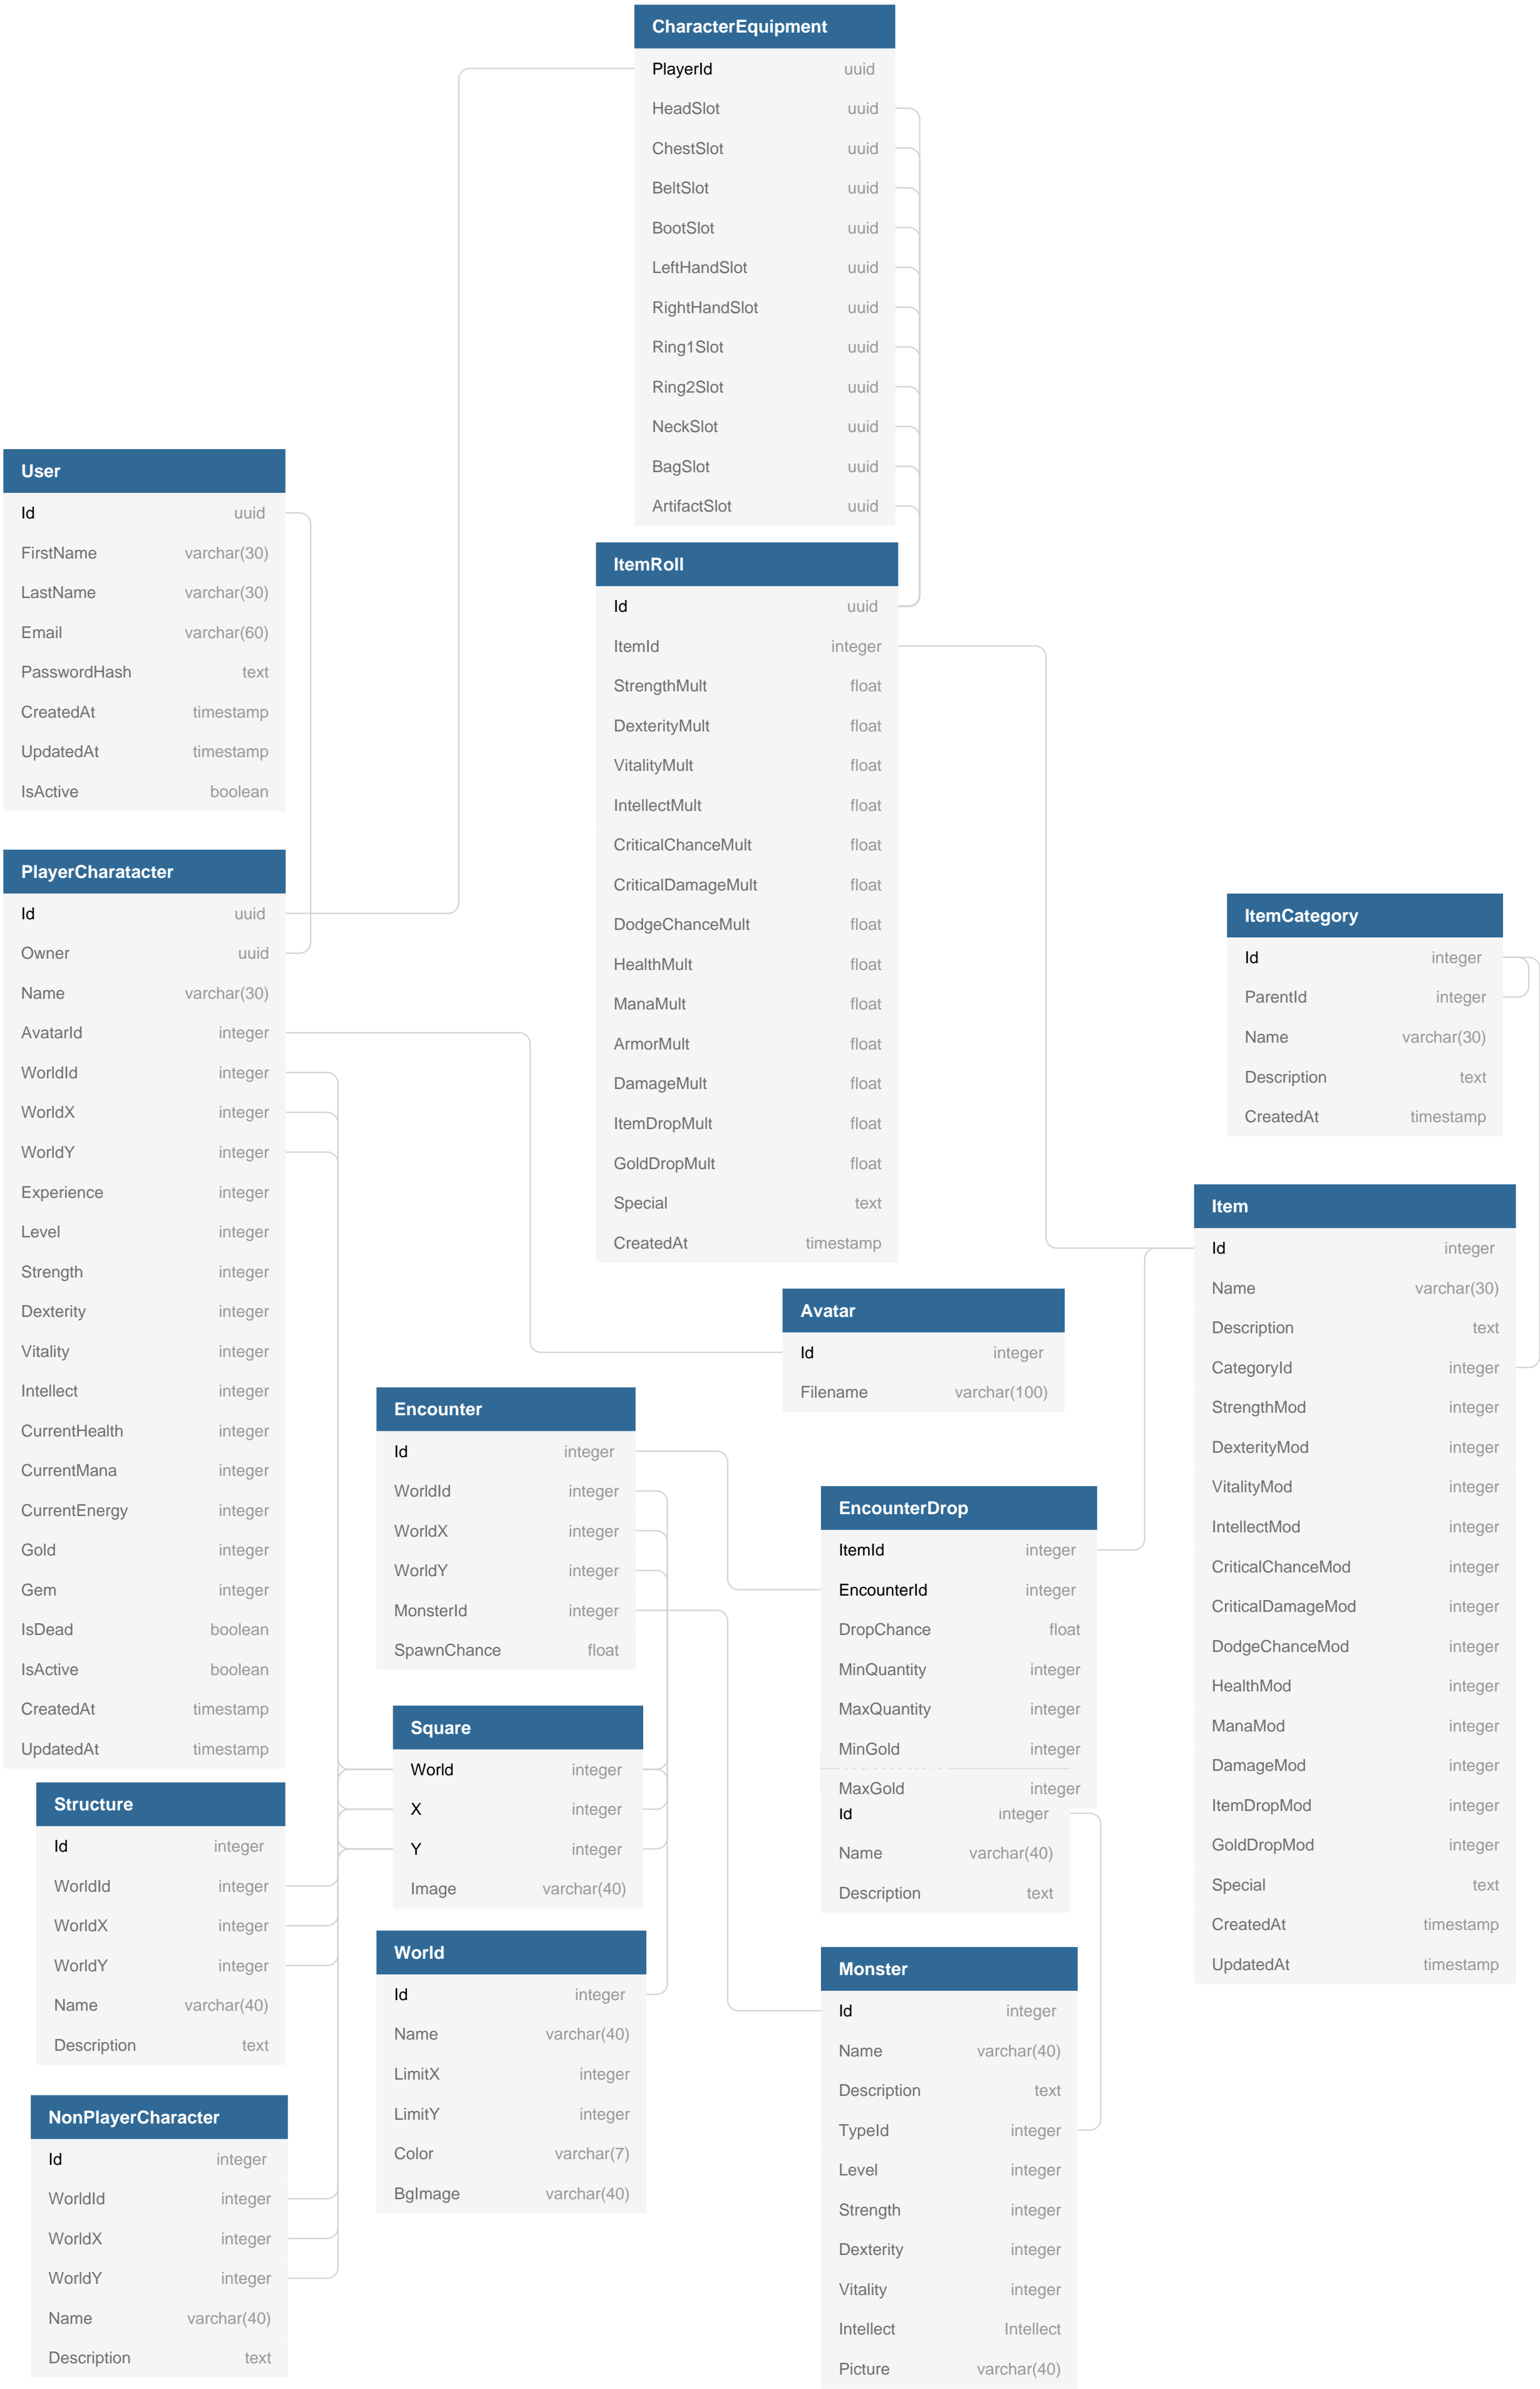 CharacterEquipment
PlayerId uuid
HeadSlot uuid
ChestSlot uuid
BeltSlot uuid
BootSlot uuid
LeftHandSlot uuid
RightHandSlot uuid
Ring1Slot uuid
Ring2Slot uuid
NeckSlot uuid
BagSlot uuid
ArtifactSlot uuid
User
Id uuid
FirstName varchar(30)
LastName varchar(30)
Email varchar(60)
PasswordHash text
CreatedAt timestamp
UpdatedAt timestamp
IsActive boolean
ItemRoll
Id uuid
ItemId integer
StrengthMult float
DexterityMult float
VitalityMult float
IntellectMult float
CriticalChanceMult float
CriticalDamageMult float
DodgeChanceMult float
HealthMult float
ManaMult float
ArmorMult float
DamageMult float
ItemDropMult float
GoldDropMult float
Special text
CreatedAt timestamp
PlayerCharatacter
Id uuid
Owner uuid
Name varchar(30)
AvatarId integer
WorldId integer
WorldX integer
WorldY integer
Experience integer
Level integer
Strength integer
Dexterity integer
Vitality integer
Intellect integer
CurrentHealth integer
CurrentMana integer
CurrentEnergy integer
Gold integer
Gem integer
IsDead boolean
IsActive boolean
CreatedAt timestamp
UpdatedAt timestamp
ItemCategory
Id integer
ParentId integer
Name varchar(30)
Description text
CreatedAt timestamp
Item
Id integer
Name varchar(30)
Description text
CategoryId integer
StrengthMod integer
DexterityMod integer
VitalityMod integer
IntellectMod integer
CriticalChanceMod integer
CriticalDamageMod integer
DodgeChanceMod integer
HealthMod integer
ManaMod integer
DamageMod integer
ItemDropMod integer
GoldDropMod integer
Special text
CreatedAt timestamp
UpdatedAt timestamp
Avatar
Id integer
Filename varchar(100)
Encounter
Id integer
WorldId integer
WorldX integer
WorldY integer
MonsterId integer
SpawnChance float
EncounterDrop
ItemId integer
EncounterId integer
DropChance float
MinQuantity integer
MaxQuantity integer
MinGold integer
MaxGold integer
Id integer
Name varchar(40)
Description text
Square
World integer
X integer
Y integer
Image varchar(40)
Structure
Id integer
WorldId integer
WorldX integer
WorldY integer
Name varchar(40)
Description text
World
Id integer
Name varchar(40)
LimitX integer
LimitY integer
Color varchar(7)
BgImage varchar(40)
Monster
Id integer
Name varchar(40)
Description text
TypeId integer
Level integer
Strength integer
Dexterity integer
Vitality integer
Intellect Intellect
Picture varchar(40)
NonPlayerCharacter
Id integer
WorldId integer
WorldX integer
WorldY integer
Name varchar(40)
Description text